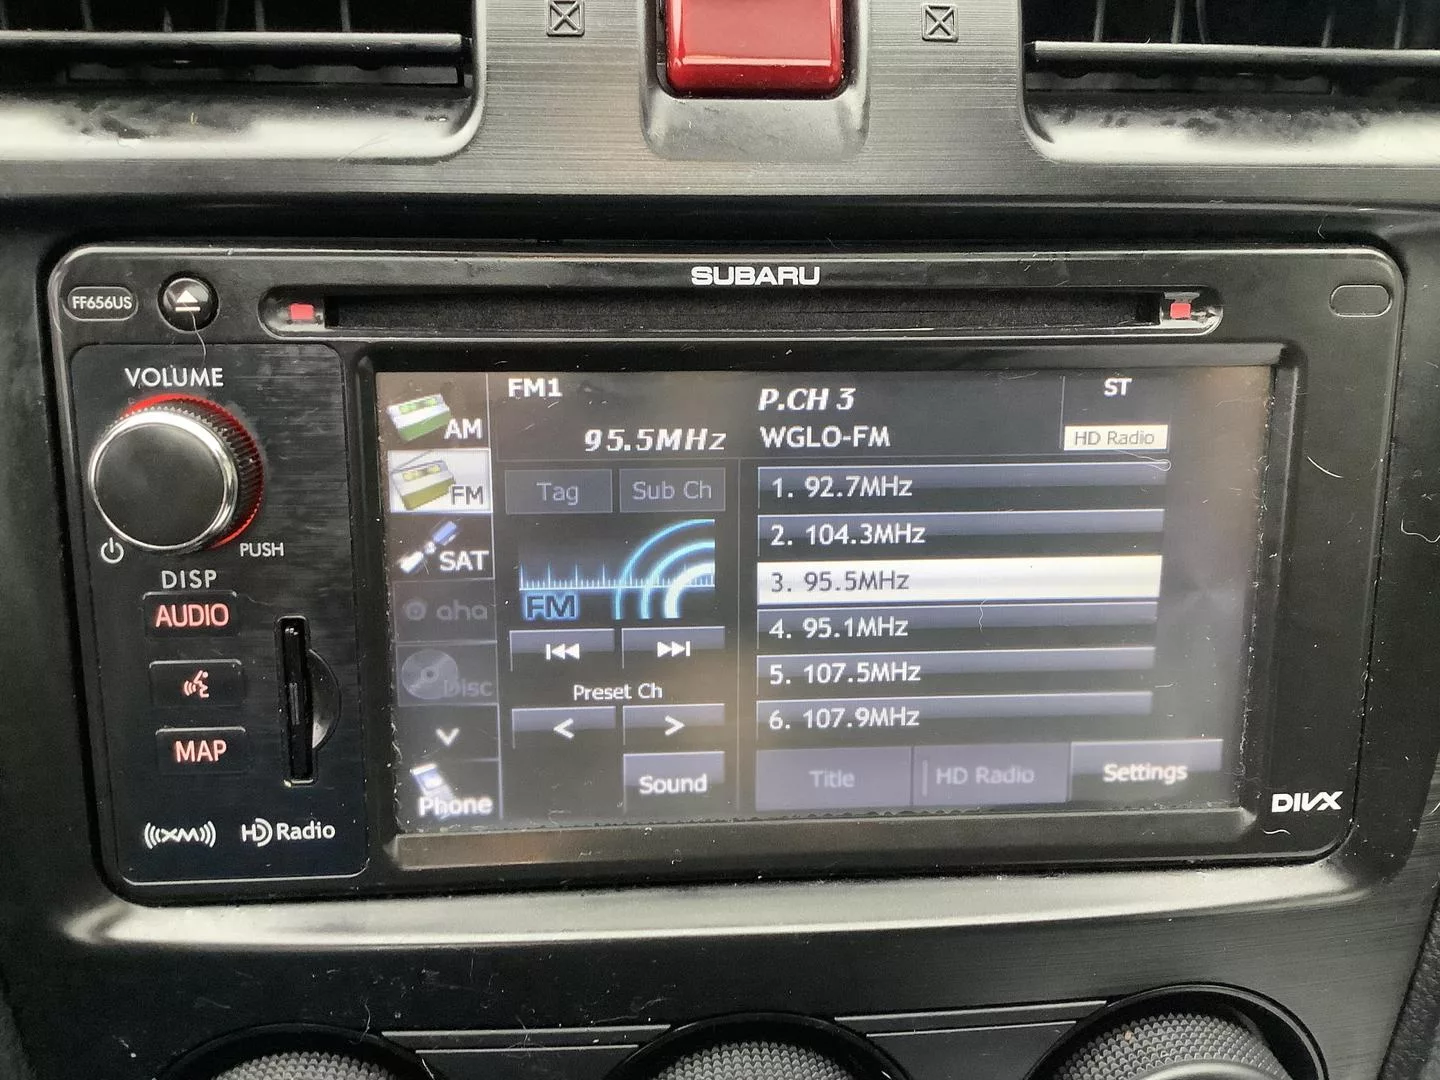 SUBARU
FF656US
VOLUME
PUSH
DISP
AUDIO
MAP
((XM))
HD Radio
AM
FM
SAT
aha
Disc
Phone
FM1
95.5MHz
P.CH 3
WGLO-FM
ST
HD Radio
Tag
Sub Ch
FM
Preset Ch
<
>
Sound
1. 92.7MHz
2. 104.3MHz
3. 95.5MHz
4. 95.1MHz
5. 107.5MHz
6. 107.9MHz
Title
HD Radio
Settings
DIVX